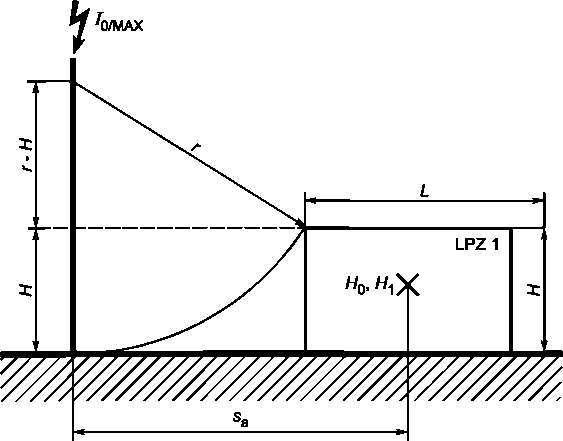 I0/MAX
r - H
r
L
LPZ 1
H
H0, H1
H
sa